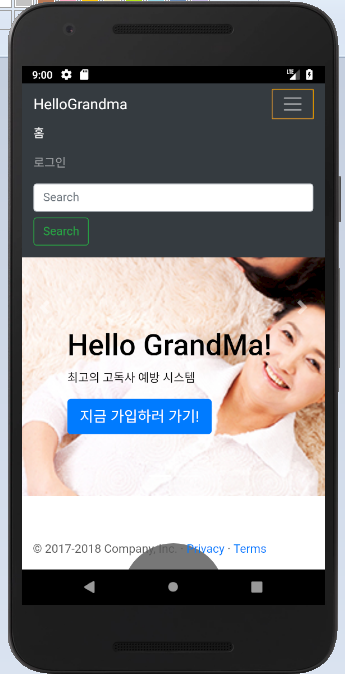 9:00
LTE
HelloGrandma
홈
로그인
Search
Search
Hello GrandMa!
최고의 고독사 예방 시스템
지금 가입하러 가기!
© 2017-2018 Company, Inc. · Privacy · Terms